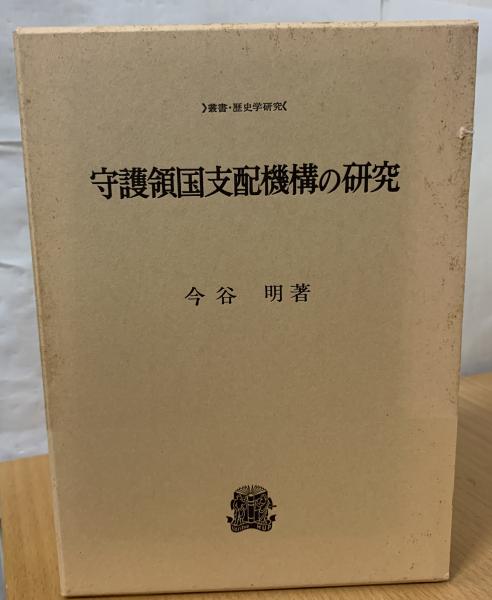 》叢書・歴史学研究《
守護領国支配機構の研究
今谷 明著